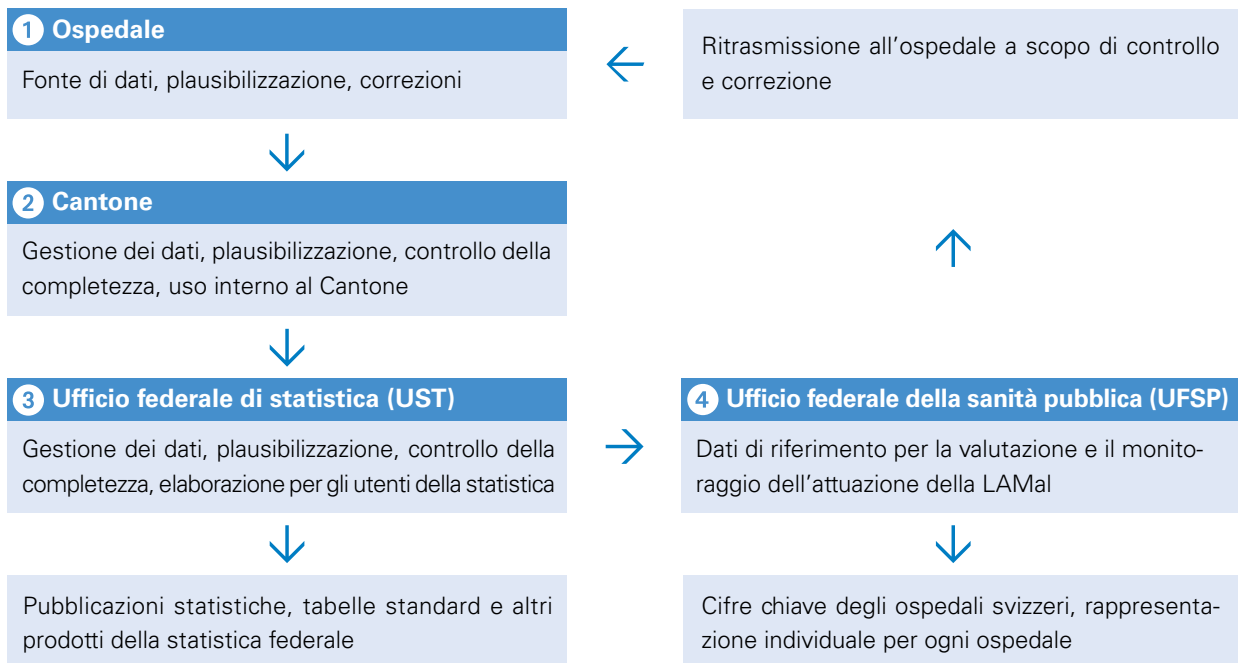 1 Ospedale
Fonte di dati, plausibilizzazione, correzioni
Ritrasmissione all'ospedale a scopo di controllo
e correzione
2 Cantone
Gestione dei dati, plausibilizzazione, controllo della
completezza, uso interno al Cantone
3 Ufficio federale di statistica (UST)
Gestione dei dati, plausibilizzazione, controllo della
completezza, elaborazione per gli utenti della statistica
4 Ufficio federale della sanità pubblica (UFSP)
Dati di riferimento per la valutazione e il monito-
raggio dell'attuazione della LAMal
Pubblicazioni statistiche, tabelle standard e altri
prodotti della statistica federale
Cifre chiave degli ospedali svizzeri, rappresenta-
zione individuale per ogni ospedale